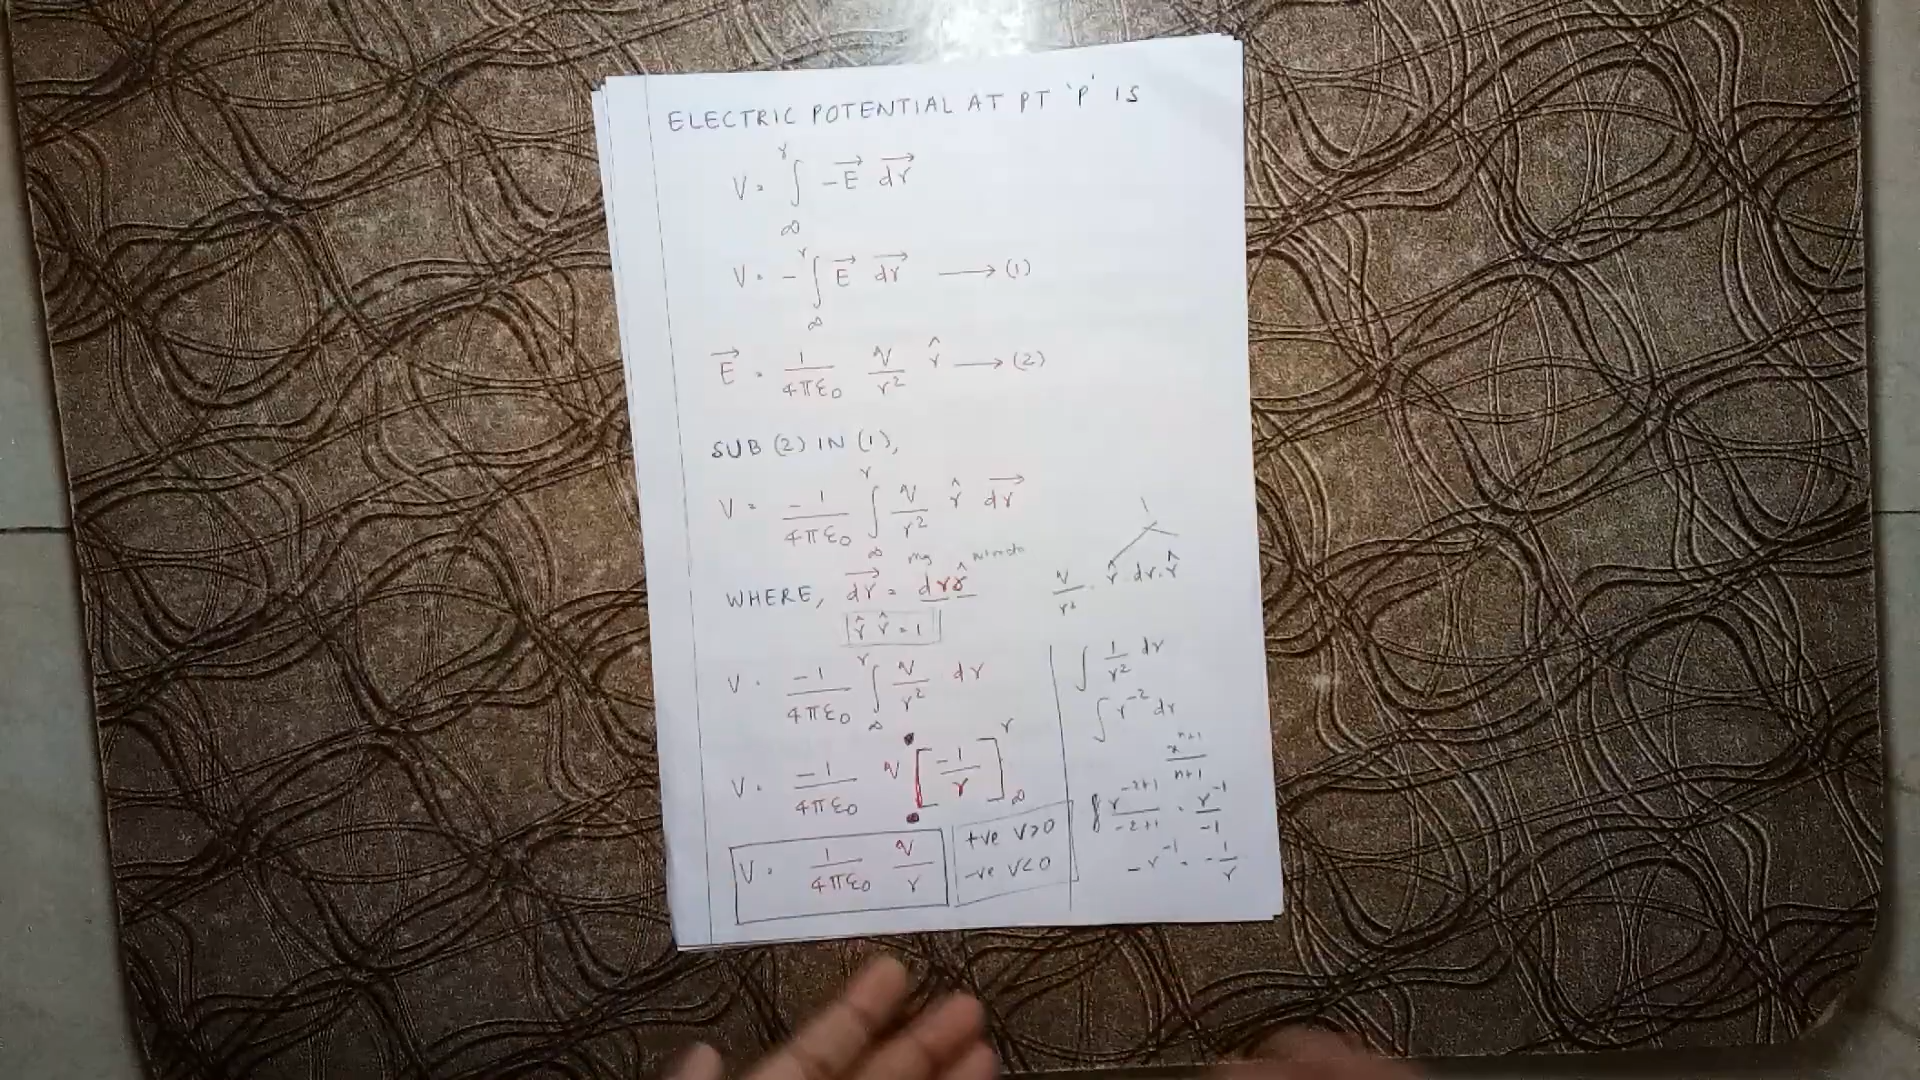 ELECTRIC POTENTIAL AT PT 'P' IS
V = ∫_∞^r -E⃗ dr⃗
V = -∫_∞^r E⃗ dr⃗ ⟶ (1)
E⃗ = 1/4πε0 q/r² r̂ ⟶ (2)
SUB (2) IN (1),
V = -1/4πε0 ∫_∞^r q/r² r̂ dr⃗
WHERE, dr⃗ = dr r̂
r̂ r̂ = 1
V = -1/4πε0 ∫_∞^r q/r² dr
V = -1/4πε0 q [-1/r]_∞^r
V = 1/4πε0 q/r
+ve V>0
-ve V<0
q/r² · r̂ · dr · r̂
∫ 1/r² dr
∫ r⁻² dr
x^n+1/n+1
r^-2+1/-2+1 = r⁻¹/-1
-r⁻¹ = -1/r